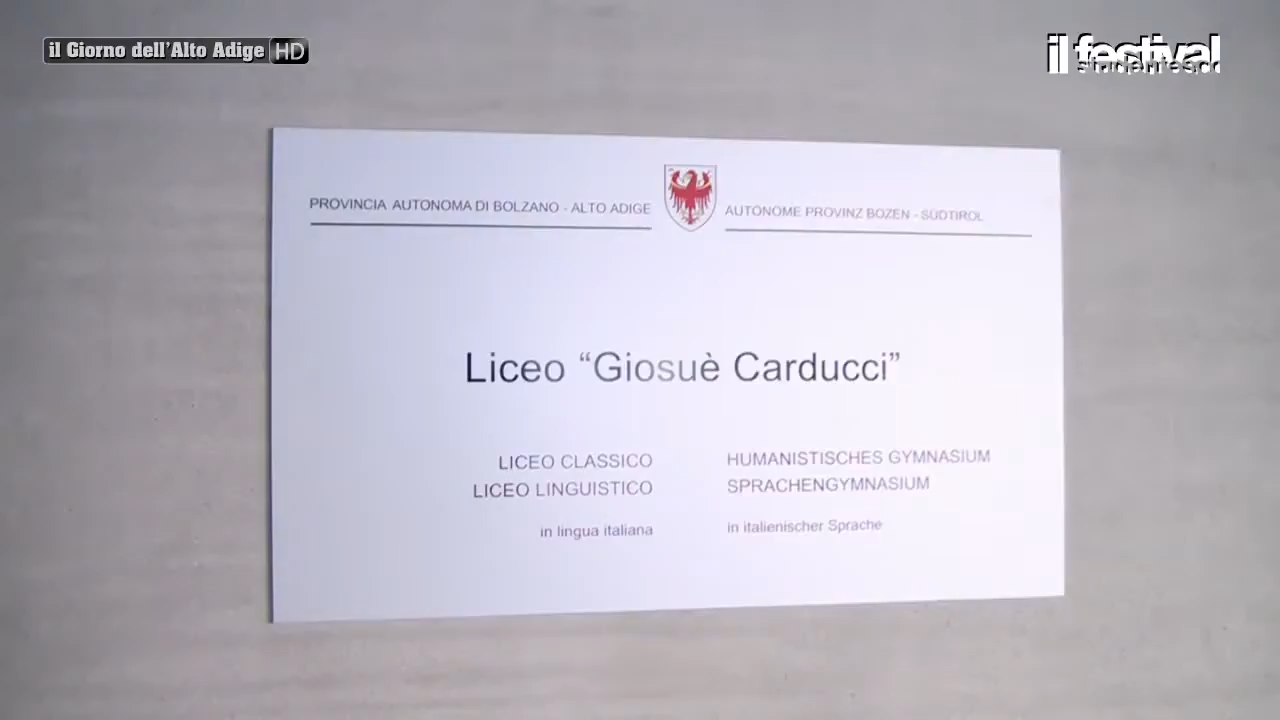 il Giorno dell'Alto Adige HD
il festival
PROVINCIA AUTONOMA DI BOLZANO - ALTO ADIGE
AUTONOME PROVINZ BOZEN - SÜDTIROL
Liceo “Giosuè Carducci”
LICEO CLASSICO
LICEO LINGUISTICO
in lingua italiana
HUMANISTISCHES GYMNASIUM
SPRACHENGYMNASIUM
in italienischer Sprache